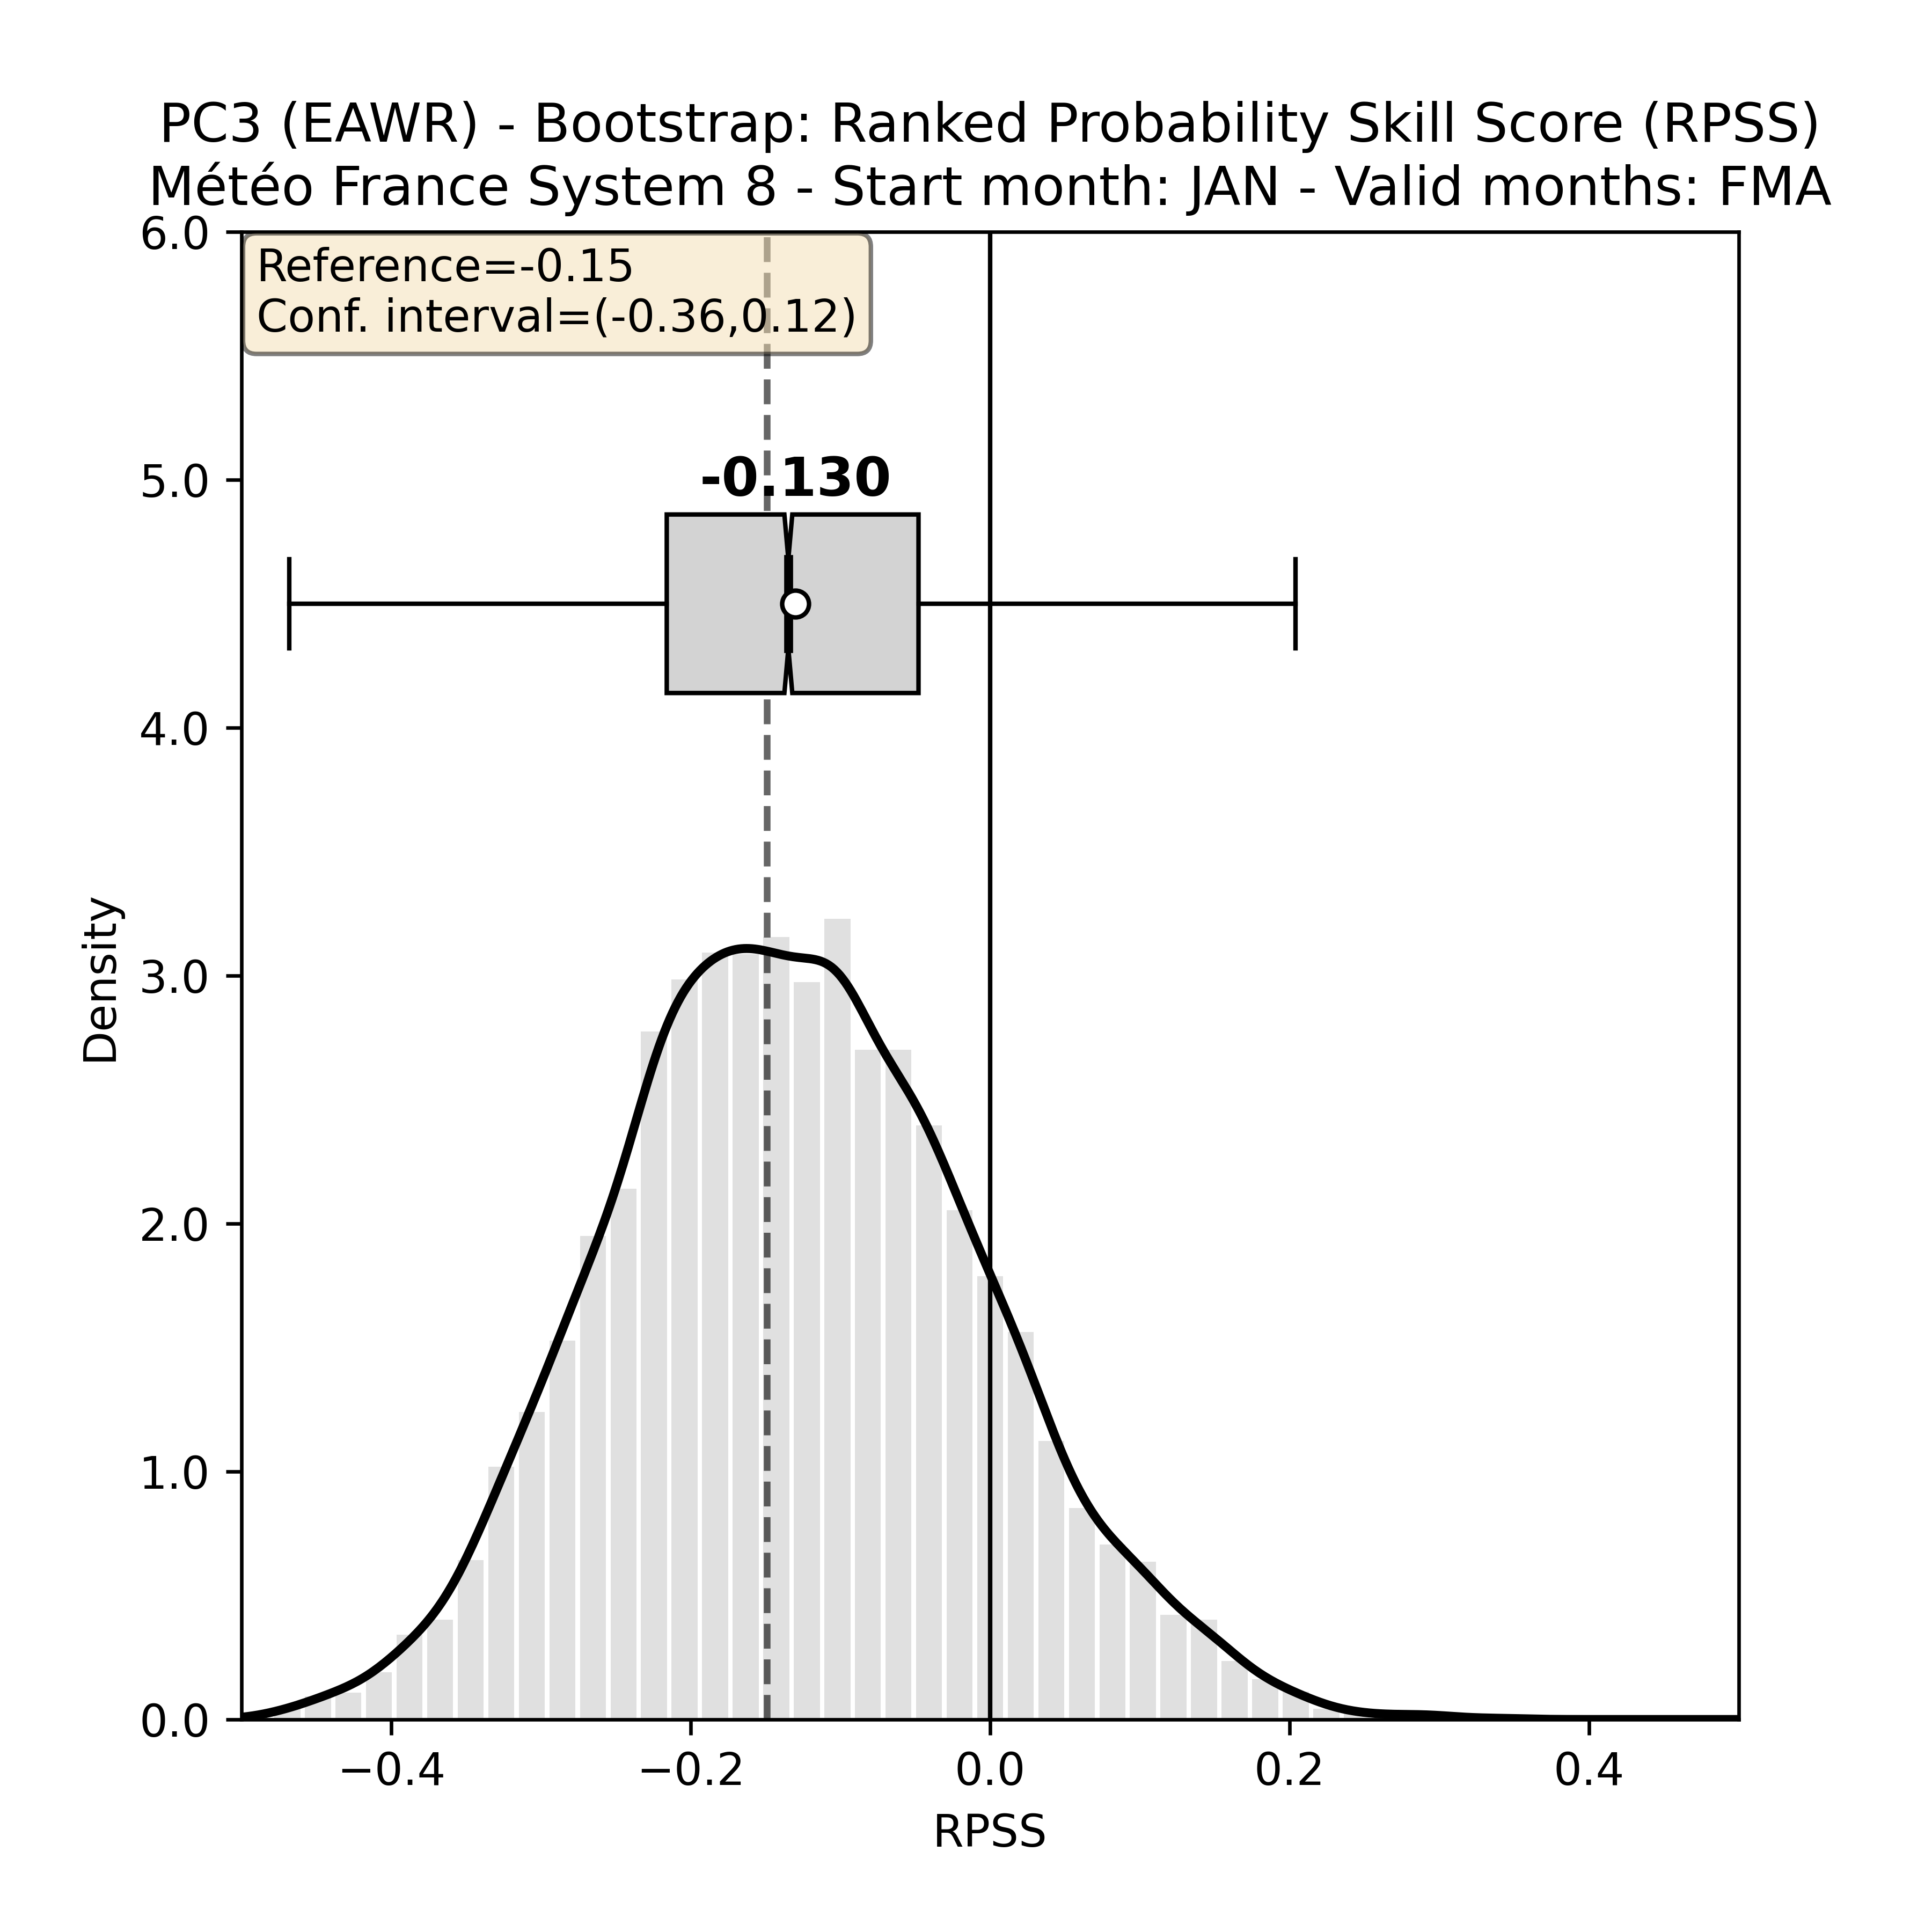 PC3 (EAWR) - Bootstrap: Ranked Probability Skill Score (RPSS)
Météo France System 8 - Start month: JAN - Valid months: FMA
Reference=-0.15
Conf. interval=(-0.36,0.12)
-0.130
6.0
5.0
4.0
3.0
2.0
1.0
0.0
Density
−0.4
−0.2
0.0
0.2
0.4
RPSS